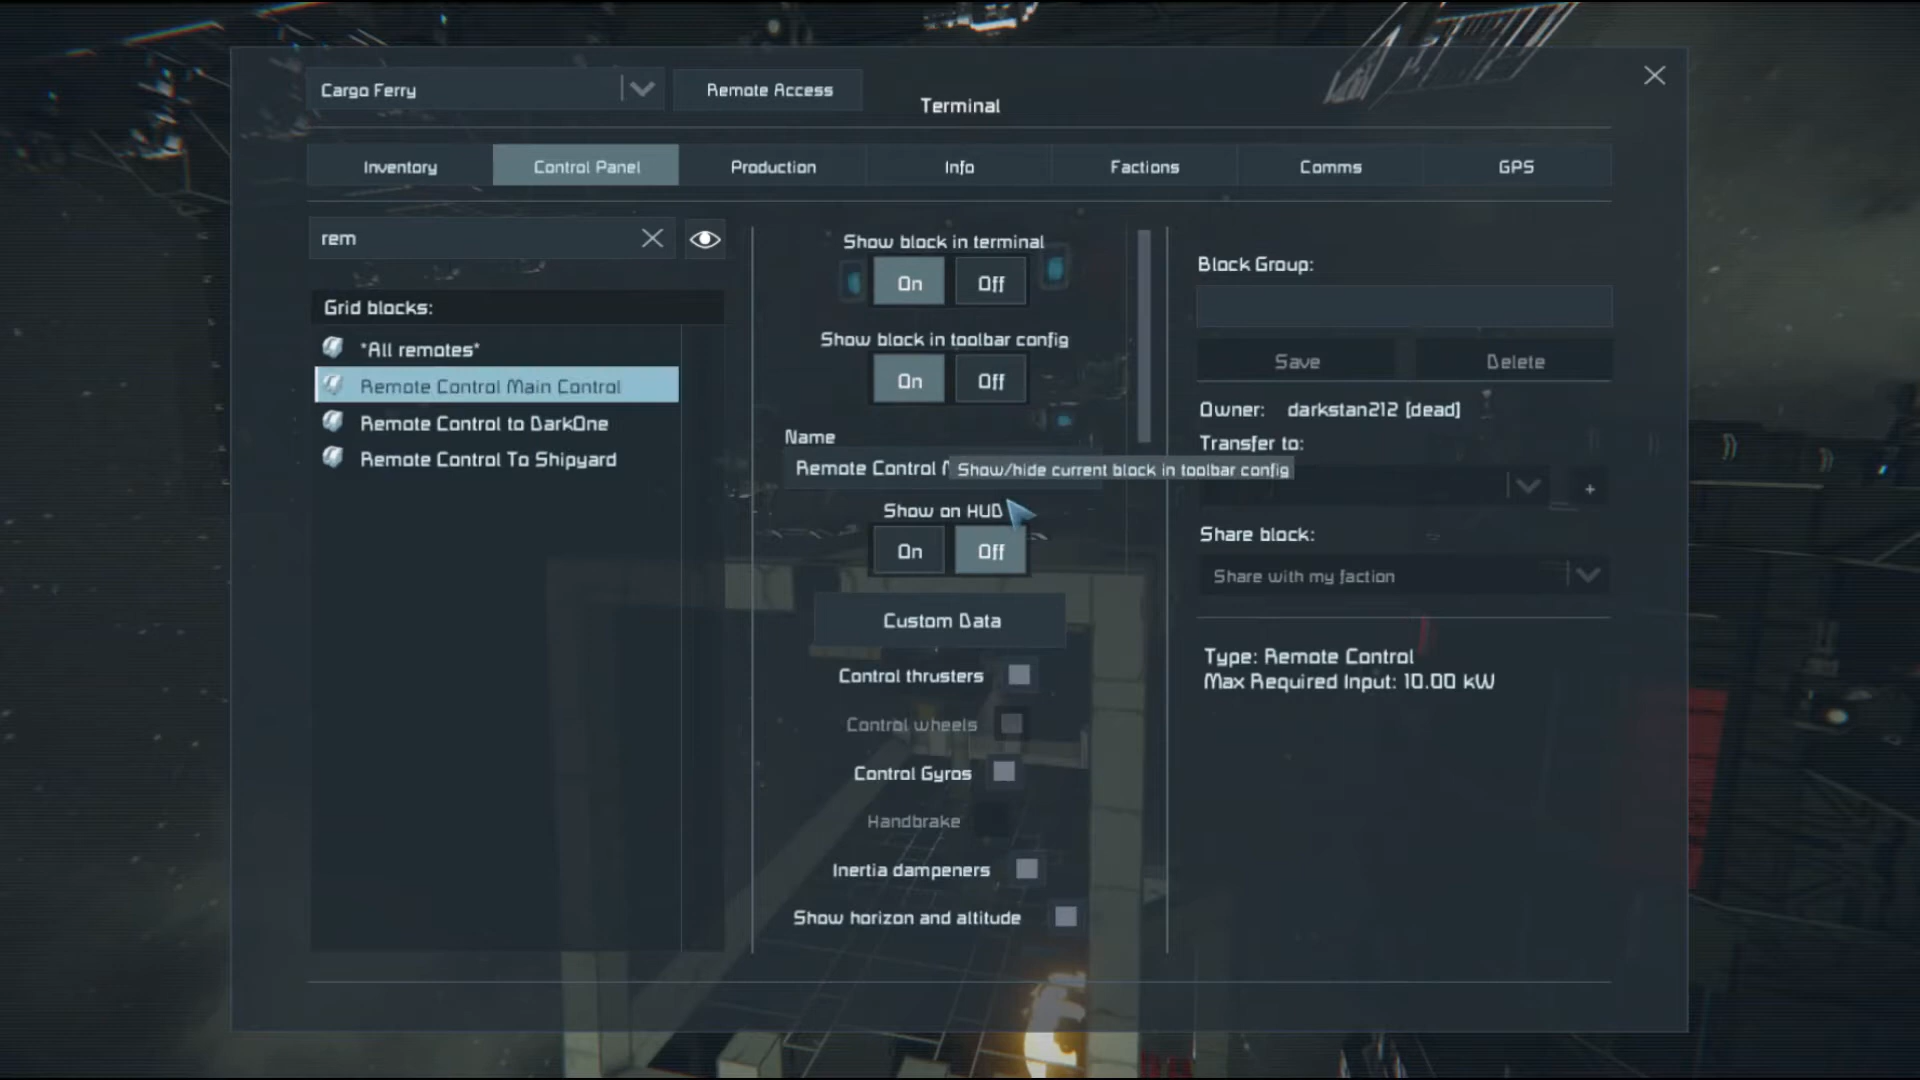 Cargo Ferry
Remote Access
Terminal
Inventory
Control Panel
Production
Info
Factions
Comms
GPS
rem
Grid blocks:
*All remotes*
Remote Control Main Control
Remote Control to DarkOne
Remote Control To Shipyard
Show block in terminal
On
Off
Show block in toolbar config
On
Off
Name
Remote Control
Show/hide current block in toolbar config
Show on HUD
On
Off
Custom Data
Control thrusters
Control wheels
Control Gyros
Handbrake
Inertia dampeners
Show horizon and altitude
Block Group:
Save
Delete
Owner: darkstan212 [dead]
Transfer to:
+
Share block:
Share with my faction
Type: Remote Control
Max Required Input: 10.00 kW